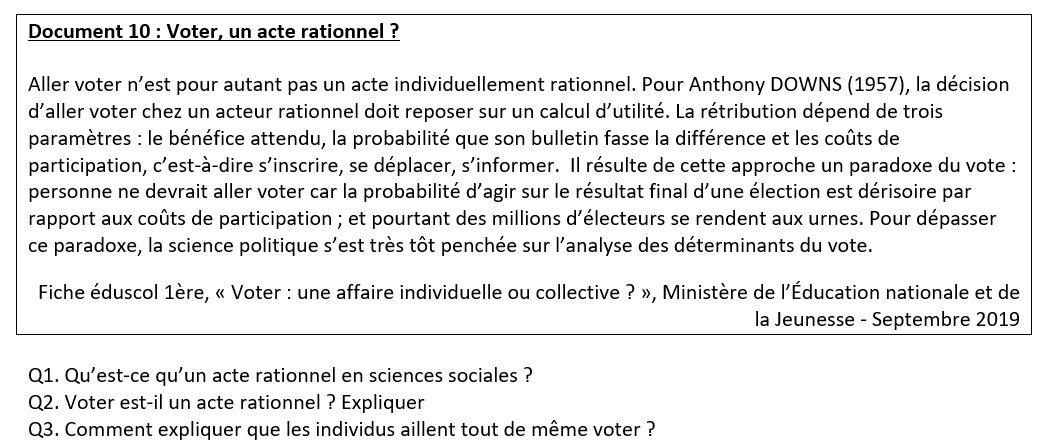 Document 10 : Voter, un acte rationnel ?
Aller voter n’est pour autant pas un acte individuellement rationnel. Pour Anthony DOWNS (1957), la décision
d’aller voter chez un acteur rationnel doit reposer sur un calcul d’utilité. La rétribution dépend de trois
paramètres : le bénéfice attendu, la probabilité que son bulletin fasse la différence et les coûts de
participation, c’est-à-dire s’inscrire, se déplacer, s’informer.  Il résulte de cette approche un paradoxe du vote :
personne ne devrait aller voter car la probabilité d’agir sur le résultat final d’une élection est dérisoire par
rapport aux coûts de participation ; et pourtant des millions d’électeurs se rendent aux urnes. Pour dépasser
ce paradoxe, la science politique s’est très tôt penchée sur l’analyse des déterminants du vote.
Fiche éduscol 1ère, « Voter : une affaire individuelle ou collective ? », Ministère de l’Éducation nationale et de
la Jeunesse - Septembre 2019
Q1. Qu’est-ce qu’un acte rationnel en sciences sociales ?
Q2. Voter est-il un acte rationnel ? Expliquer
Q3. Comment expliquer que les individus aillent tout de même voter ?